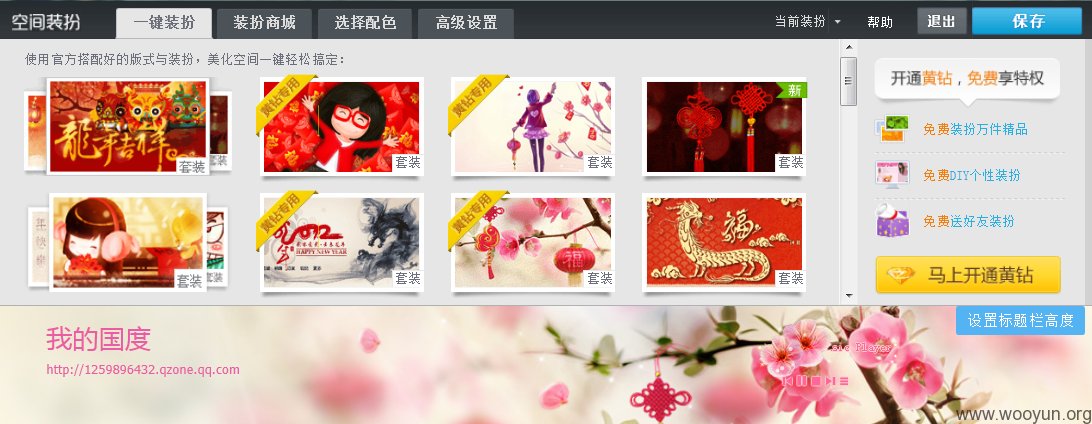 空间装扮 一键装扮 装扮商城 选择配色 高级设置 当前装扮 帮助 退出 保存
使用官方搭配好的版式与装扮，美化空间一键轻松搞定：
龍年吉祥
套装
套装
黄钻专用
套装
黄钻专用
套装
新
套装
年快
套装
黄钻专用
2012
HAPPY NEW YEAR
套装
黄钻专用
福
套装
福
套装
开通黄钻，免费享特权
免费装扮万件精品
免费DIY个性装扮
免费送好友装扮
马上开通黄钻
设置标题栏高度
我的国度
http://1259896432.qzone.qq.com
sic Player
www.wooyun.org